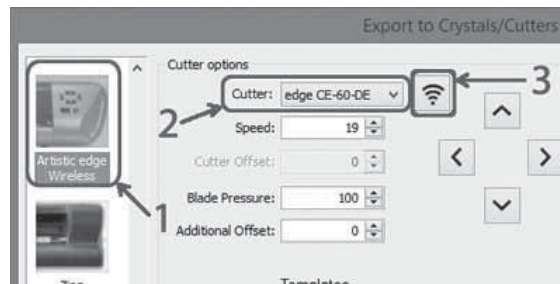 Export to Crystals/Cutters
Cutter options
Cutter: edge CE-60-DE
3
2
Speed: 19
Artistic edge
Wireless
Cutter Offset: 0
1
Blade Pressure: 100
Additional Offset: 0
Templates